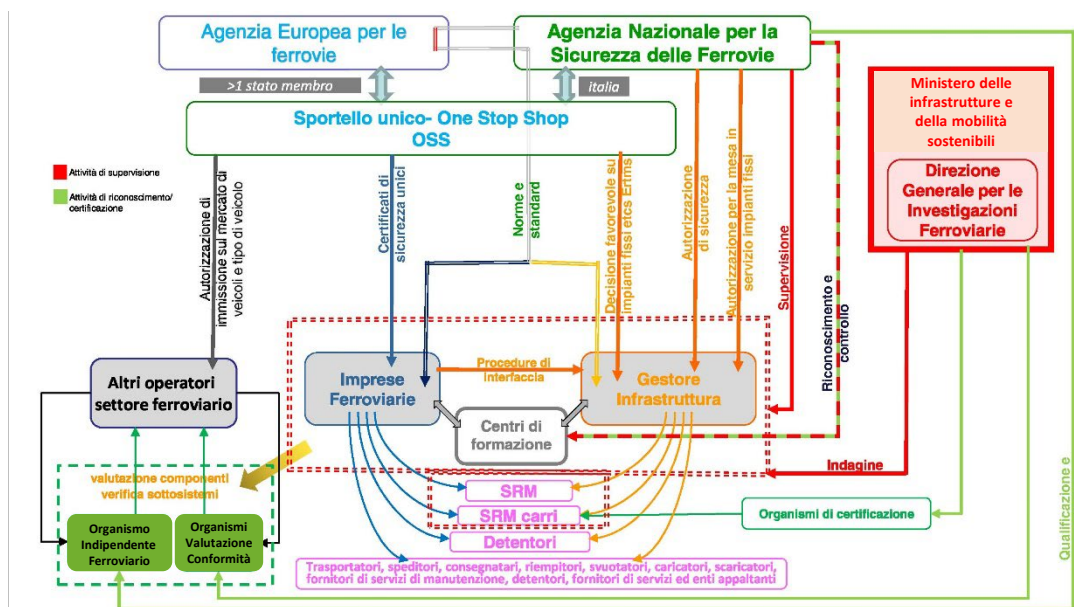 Agenzia Europea per le
ferrovie
Agenzia Nazionale per la
Sicurezza delle Ferrovie
>1 stato membro
italia
Sportello unico- One Stop Shop
OSS
Ministero delle
infrastrutture e
della mobilità
sostenibili
Direzione
Generale per le
Investigazioni
Ferroviarie
Attività di supervisione
Attività di riconoscimento/
certificazione
Autorizzazione di
immissione sul mercato di
veicoli e tipo di veicolo
Certificati di
sicurezza unici
Norme e
standard
Decisione favorevole su
impianti fissi etcs Ertms
Autorizzazione
di sicurezza
Autorizzazione per la mesa in
servizio impianti fissi
Supervisione
Riconoscimento e
controllo
Altri operatori
settore ferroviario
Imprese
Ferroviarie
Procedure di
interfaccia
Gestore
Infrastruttura
Centri di
formazione
Indagine
valutazione componenti
verifica sottosistemi
Organismo
Indipendente
Ferroviario
Organismi
Valutazione
Conformità
SRM
SRM carri
Detentori
Organismi di certificazione
Trasportatori, speditori, consegnatari, riempitori, svuotatori, caricatori, scaricatori,
fornitori di servizi di manutenzione, detentori, fornitori di servizi ed enti appaltanti
Qualificazione e